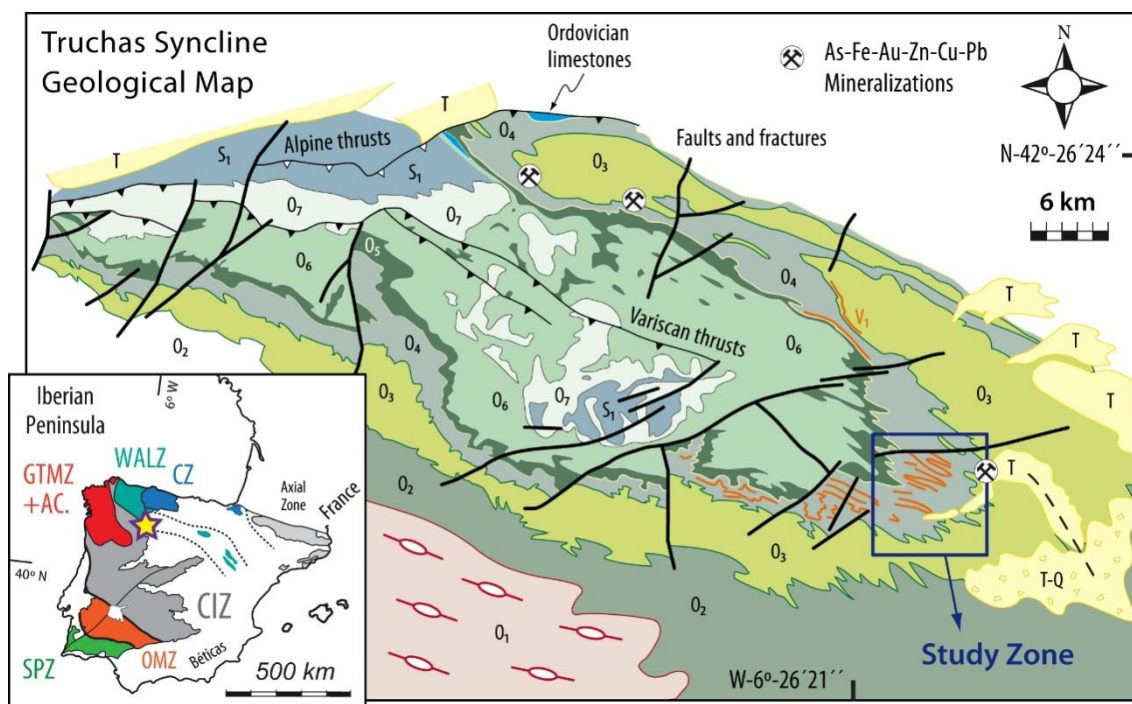 Truchas Syncline
Geological Map
Ordovician
limestones
As-Fe-Au-Zn-Cu-Pb
Mineralizations
N
N-42º-26´24´´
6 km
T
Alpine thrusts
T
O₄
Faults and fractures
S₁
S₁
O₃
O₇
O₇
O₅
O₆
O₄
V₁
T
O₂
O₄
Variscan thrusts
O₆
T
O₃
O₆
O₇
S₁
O₃
T
T
O₂
O₃
T-Q
O₂
O₁
Study Zone
W-6º-26´21´´
Iberian
Peninsula
6º W
WALZ
CZ
GTMZ
+AC.
Axial
Zone
France
40º N
CIZ
SPZ
OMZ
Béticas
500 km